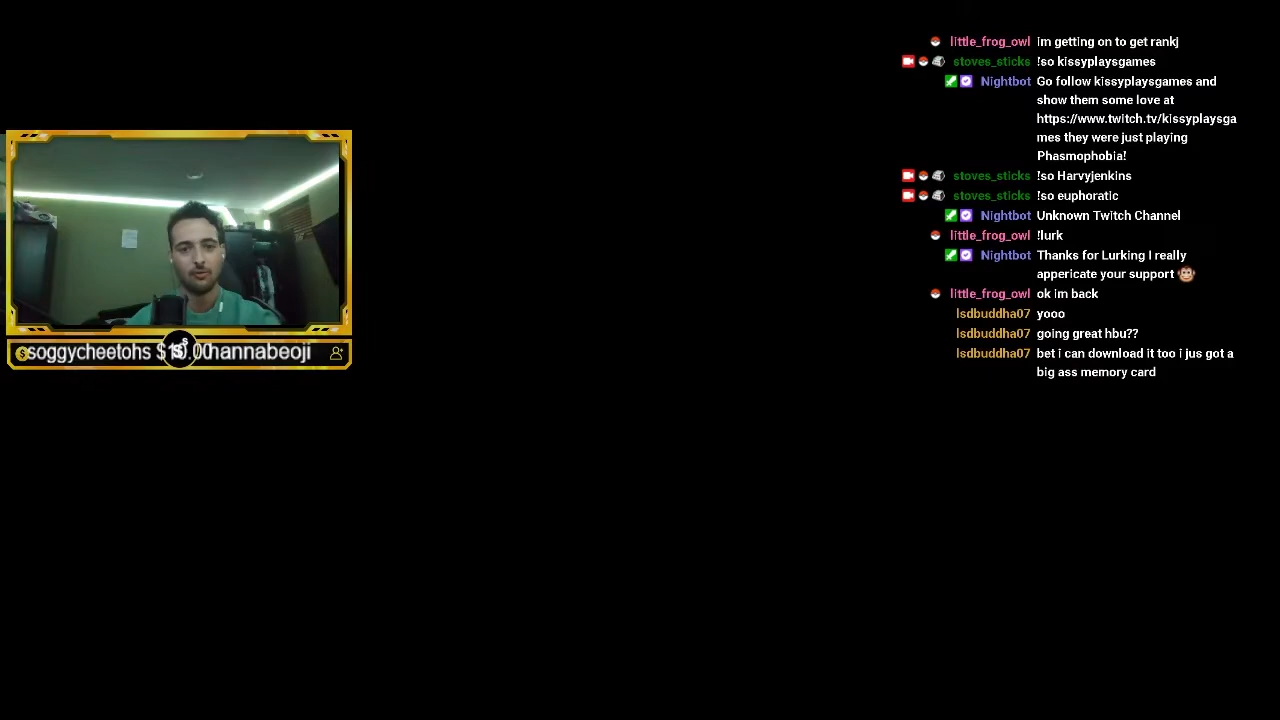 little_frog_owl im getting on to get rankj
stoves_sticks !so kissyplaysgames
Nightbot Go follow kissyplaysgames and
show them some love at
https://www.twitch.tv/kissyplaysga
mes they were just playing
Phasmophobia!
stoves_sticks !so Harvyjenkins
stoves_sticks !so euphoratic
Nightbot Unknown Twitch Channel
little_frog_owl !lurk
Nightbot Thanks for Lurking I really
appericate your support
little_frog_owl ok im back
lsdbuddha07 yooo
lsdbuddha07 going great hbu??
lsdbuddha07 bet i can download it too i jus got a
big ass memory card
soggycheetohs hannabeoji